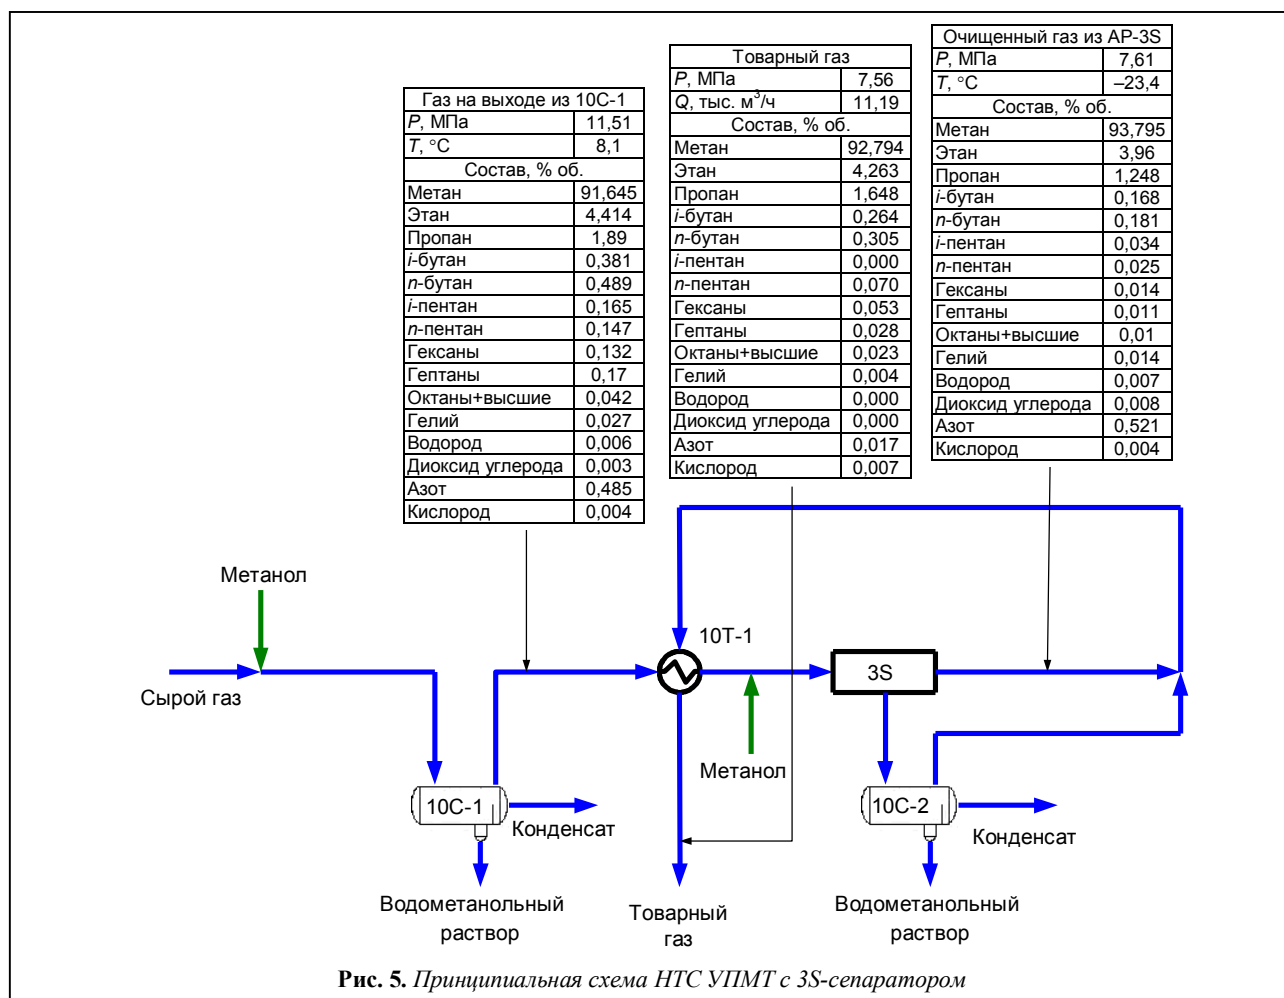 Газ на выходе из 10С-1
P, МПа 11,51
T, °С 8,1
Состав, % об.
Метан 91,645
Этан 4,414
Пропан 1,89
i-бутан 0,381
n-бутан 0,489
i-пентан 0,165
n-пентан 0,147
Гексаны 0,132
Гептаны 0,17
Октаны+высшие 0,042
Гелий 0,027
Водород 0,006
Диоксид углерода 0,003
Азот 0,485
Кислород 0,004
Товарный газ
P, МПа 7,56
Q, тыс. м³/ч 11,19
Состав, % об.
Метан 92,794
Этан 4,263
Пропан 1,648
i-бутан 0,264
n-бутан 0,305
i-пентан 0,000
n-пентан 0,070
Гексаны 0,053
Гептаны 0,028
Октаны+высшие 0,023
Гелий 0,004
Водород 0,000
Диоксид углерода 0,000
Азот 0,017
Кислород 0,007
Очищенный газ из АР-3S
P, МПа 7,61
T, °С –23,4
Состав, % об.
Метан 93,795
Этан 3,96
Пропан 1,248
i-бутан 0,168
n-бутан 0,181
i-пентан 0,034
n-пентан 0,025
Гексаны 0,014
Гептаны 0,011
Октаны+высшие 0,01
Гелий 0,014
Водород 0,007
Диоксид углерода 0,008
Азот 0,521
Кислород 0,004
Метанол
10Т-1
3S
Сырой газ
Метанол
10С-1
Конденсат
10С-2
Конденсат
Водометанольный
раствор
Товарный
газ
Водометанольный
раствор
Рис. 5. Принципиальная схема НТС УПМТ с 3S-сепаратором